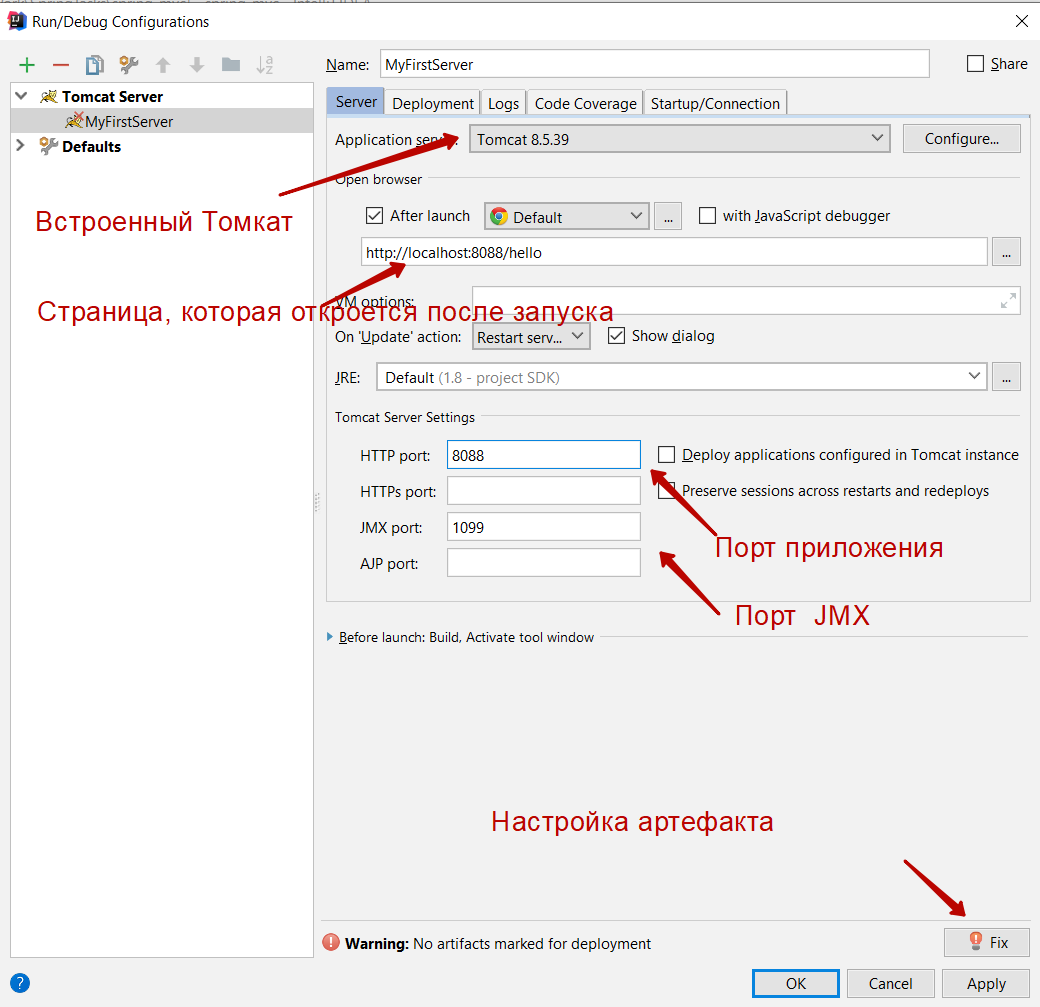 Run/Debug Configurations
Name: MyFirstServer
Share
Tomcat Server
MyFirstServer
Defaults
Server Deployment Logs Code Coverage Startup/Connection
Application Tomcat 8.5.39 Configure...
Встроенный Томкат
Open browser
After launch Default ... with JavaScript debugger
http://localhost:8088/hello ...
Страница, которая откроется после запуска
VM options:
On 'Update' action: Restart serv... Show dialog
JRE: Default (1.8 - project SDK) ...
Tomcat Server Settings
HTTP port: 8088 Deploy applications configured in Tomcat instance
HTTPs port: Preserve sessions across restarts and redeploys
JMX port: 1099
Порт приложения
AJP port:
Порт JMX
Before launch: Build, Activate tool window
Настройка артефакта
Warning: No artifacts marked for deployment Fix
? OK Cancel Apply